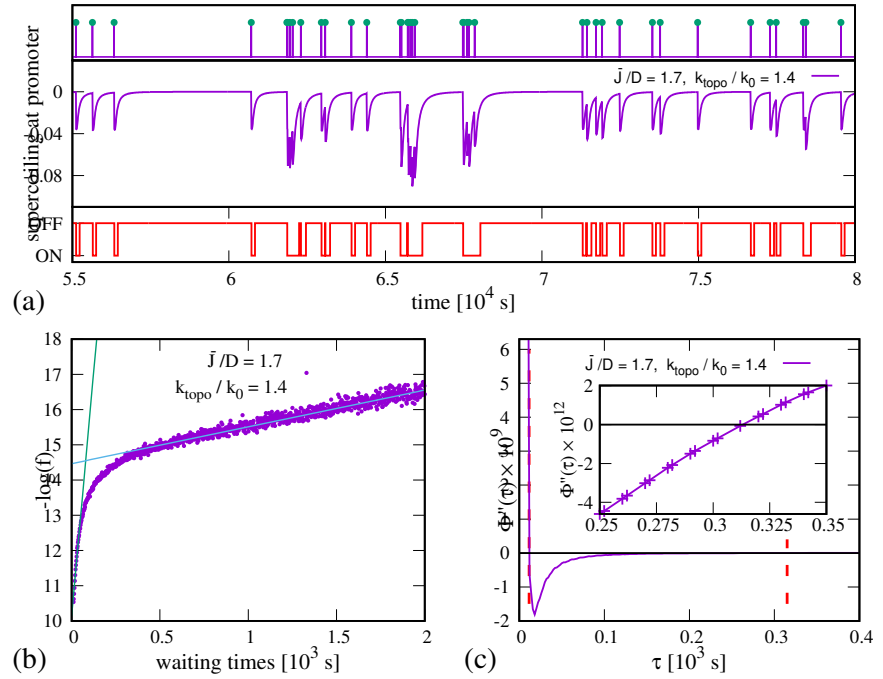 J̄ /D = 1.7, k_topo / k_0 = 1.4
supercoiling at promoter
0
-0.04
0.08
OFF
ON
5.5 6 6.5 7 7.5 8
time [10^4 s]
(a)
18
17
16
15
14
13
12
11
10
-log(f)
J̄ /D = 1.7
k_topo / k_0 = 1.4
0 0.5 1 1.5 2
waiting times [10^3 s]
(b)
6
5
4
3
2
1
0
-1
-2
Φ"(τ) × 10^9
J̄ /D = 1.7, k_topo / k_0 = 1.4
2
0
-2
-4
Φ"(τ) × 10^12
0.25 0.275 0.3 0.325 0.35
0 0.1 0.2 0.3 0.4
τ [10^3 s]
(c)